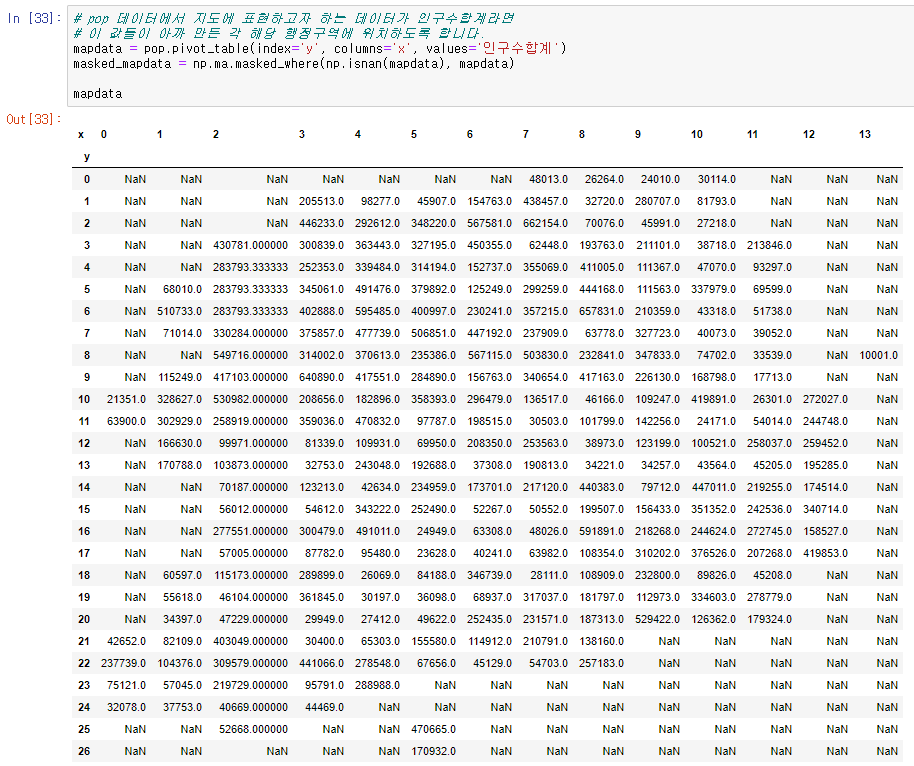 In [33]: # pop 데이터에서 지도에 표현하고자 하는 데이터가 인구수합계라면
# 이 값들이 아까 만든 각 해당 행정구역에 위치하도록 합니다.
mapdata = pop.pivot_table(index='y', columns='x', values='인구수합계')
masked_mapdata = np.ma.masked_where(np.isnan(mapdata), mapdata)
mapdata
Out[33]:
x 0 1 2 3 4 5 6 7 8 9 10 11 12 13
y
0 NaN NaN NaN NaN NaN NaN NaN 48013.0 26264.0 24010.0 30114.0 NaN NaN NaN
1 NaN NaN NaN 205513.0 98277.0 45907.0 154763.0 438457.0 32720.0 280707.0 81793.0 NaN NaN NaN
2 NaN NaN NaN 446233.0 292612.0 348220.0 567581.0 662154.0 70076.0 45991.0 27218.0 NaN NaN NaN
3 NaN NaN 430781.000000 300839.0 363443.0 327195.0 450355.0 62448.0 193763.0 211101.0 38718.0 213846.0 NaN NaN
4 NaN NaN 283793.333333 252353.0 339484.0 314194.0 152737.0 355069.0 411005.0 111367.0 47070.0 93297.0 NaN NaN
5 NaN 68010.0 283793.333333 345061.0 491476.0 379892.0 125249.0 299259.0 444168.0 111563.0 337979.0 69599.0 NaN NaN
6 NaN 510733.0 283793.333333 402888.0 595485.0 400997.0 230241.0 357215.0 657831.0 210359.0 43318.0 51738.0 NaN NaN
7 NaN 71014.0 330284.000000 375857.0 477739.0 506851.0 447192.0 237909.0 63778.0 327723.0 40073.0 39052.0 NaN NaN
8 NaN NaN 549716.000000 314002.0 370613.0 235386.0 567115.0 503830.0 232841.0 347833.0 74702.0 33539.0 NaN 10001.0
9 NaN 115249.0 417103.000000 640890.0 417551.0 284890.0 156763.0 340654.0 417163.0 226130.0 168798.0 17713.0 NaN NaN
10 21351.0 328627.0 530982.000000 208656.0 182896.0 358393.0 296479.0 136517.0 46166.0 109247.0 419891.0 26301.0 272027.0 NaN
11 63900.0 302929.0 258919.000000 359036.0 470832.0 97787.0 198515.0 30503.0 101799.0 142256.0 24171.0 54014.0 244748.0 NaN
12 NaN 166630.0 99971.000000 81339.0 109931.0 69950.0 208350.0 253563.0 38973.0 123199.0 100521.0 258037.0 259452.0 NaN
13 NaN 170788.0 103873.000000 32753.0 243048.0 192688.0 37308.0 190813.0 34221.0 34257.0 43564.0 45205.0 195285.0 NaN
14 NaN NaN 70187.000000 123213.0 42634.0 234959.0 173701.0 217120.0 440383.0 79712.0 447011.0 219255.0 174514.0 NaN
15 NaN NaN 56012.000000 54612.0 343222.0 252490.0 52267.0 50552.0 199507.0 156433.0 351352.0 242536.0 340714.0 NaN
16 NaN NaN 277551.000000 300479.0 491011.0 24949.0 63308.0 48026.0 591891.0 218268.0 244624.0 272745.0 158527.0 NaN
17 NaN NaN 57005.000000 87782.0 95480.0 23628.0 40241.0 63982.0 108354.0 310202.0 376526.0 207268.0 419853.0 NaN
18 NaN 60597.0 115173.000000 289899.0 26069.0 84188.0 346739.0 28111.0 108909.0 232800.0 89826.0 45208.0 NaN NaN
19 NaN 55618.0 46104.000000 361845.0 30197.0 36098.0 68937.0 317037.0 181797.0 112973.0 334603.0 278779.0 NaN NaN
20 NaN 34397.0 47229.000000 29949.0 27412.0 49622.0 252435.0 231571.0 187313.0 529422.0 126362.0 179324.0 NaN NaN
21 42652.0 82109.0 403049.000000 30400.0 65303.0 155580.0 114912.0 210791.0 138160.0 NaN NaN NaN NaN NaN
22 237739.0 104376.0 309579.000000 441066.0 278548.0 67656.0 45129.0 54703.0 257183.0 NaN NaN NaN NaN NaN
23 75121.0 57045.0 219729.000000 95791.0 288988.0 NaN NaN NaN NaN NaN NaN NaN NaN NaN
24 32078.0 37753.0 40669.000000 44469.0 NaN NaN NaN NaN NaN NaN NaN NaN NaN NaN
25 NaN NaN 52668.000000 NaN NaN 470665.0 NaN NaN NaN NaN NaN NaN NaN NaN
26 NaN NaN NaN NaN NaN 170932.0 NaN NaN NaN NaN NaN NaN NaN NaN